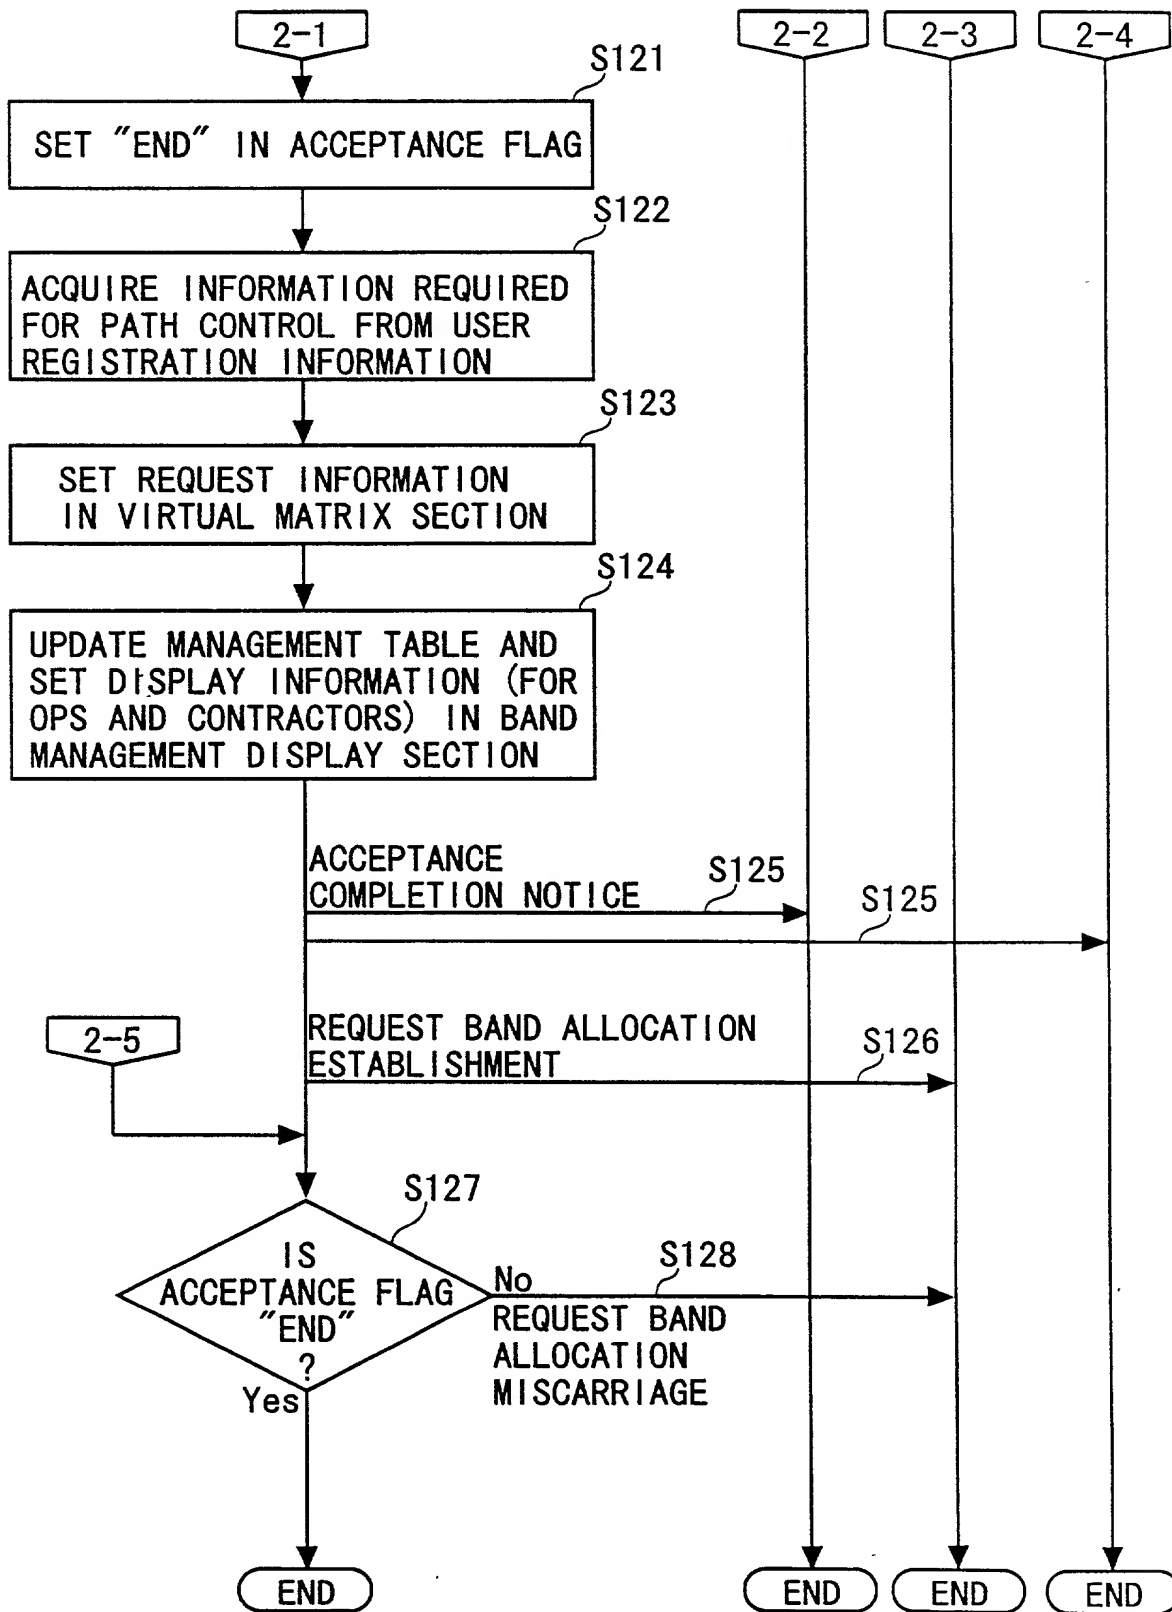 2-1
2-2
2-3
2-4
S121
SET "END" IN ACCEPTANCE FLAG
S122
ACQUIRE INFORMATION REQUIRED
FOR PATH CONTROL FROM USER
REGISTRATION INFORMATION
S123
SET REQUEST INFORMATION
IN VIRTUAL MATRIX SECTION
S124
UPDATE MANAGEMENT TABLE AND
SET DISPLAY INFORMATION (FOR
OPS AND CONTRACTORS) IN BAND
MANAGEMENT DISPLAY SECTION
ACCEPTANCE
COMPLETION NOTICE
S125
S125
2-5
REQUEST BAND ALLOCATION
ESTABLISHMENT
S126
S127
IS
ACCEPTANCE FLAG
"END"
?
Yes
No
S128
REQUEST BAND
ALLOCATION
MISCARRIAGE
END
END
END
END